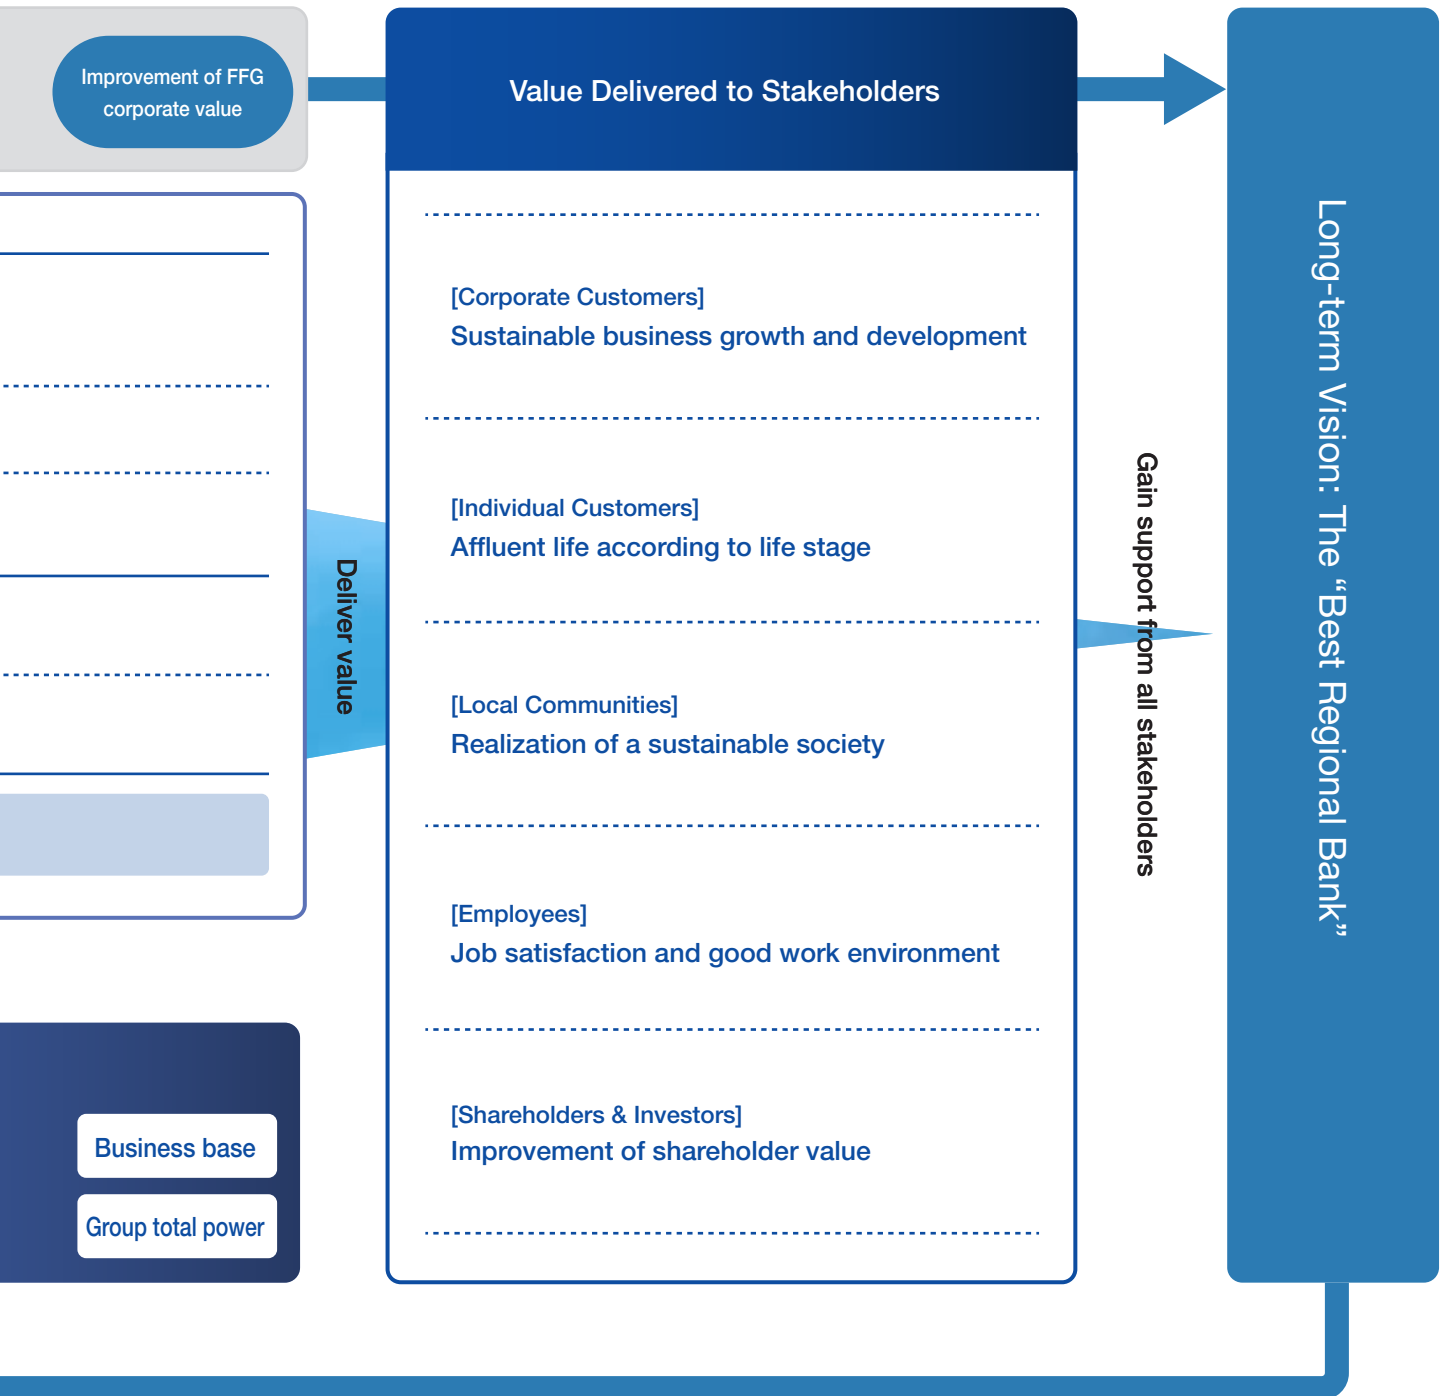 Improvement of FFG
corporate value
Value Delivered to Stakeholders
[Corporate Customers]
Sustainable business growth and development
[Individual Customers]
Affluent life according to life stage
[Local Communities]
Realization of a sustainable society
[Employees]
Job satisfaction and good work environment
[Shareholders & Investors]
Improvement of shareholder value
Deliver value
Gain support from all stakeholders
Long-term Vision: The “Best Regional Bank”
Business base
Group total power